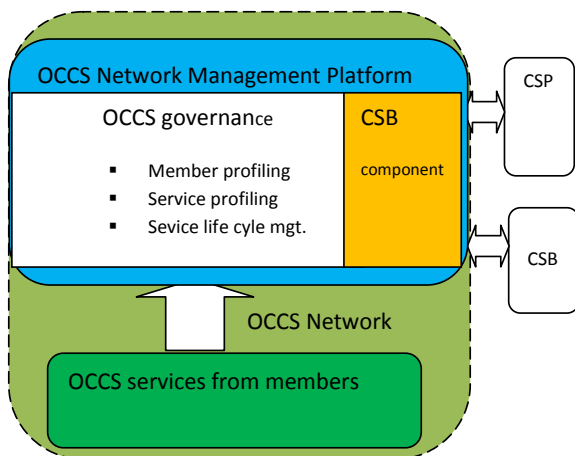 OCCS Network Management Platform
OCCS governance
▪ Member profiling
▪ Service profiling
▪ Sevice life cyle mgt.
CSB
component
CSP
CSB
OCCS Network
OCCS services from members